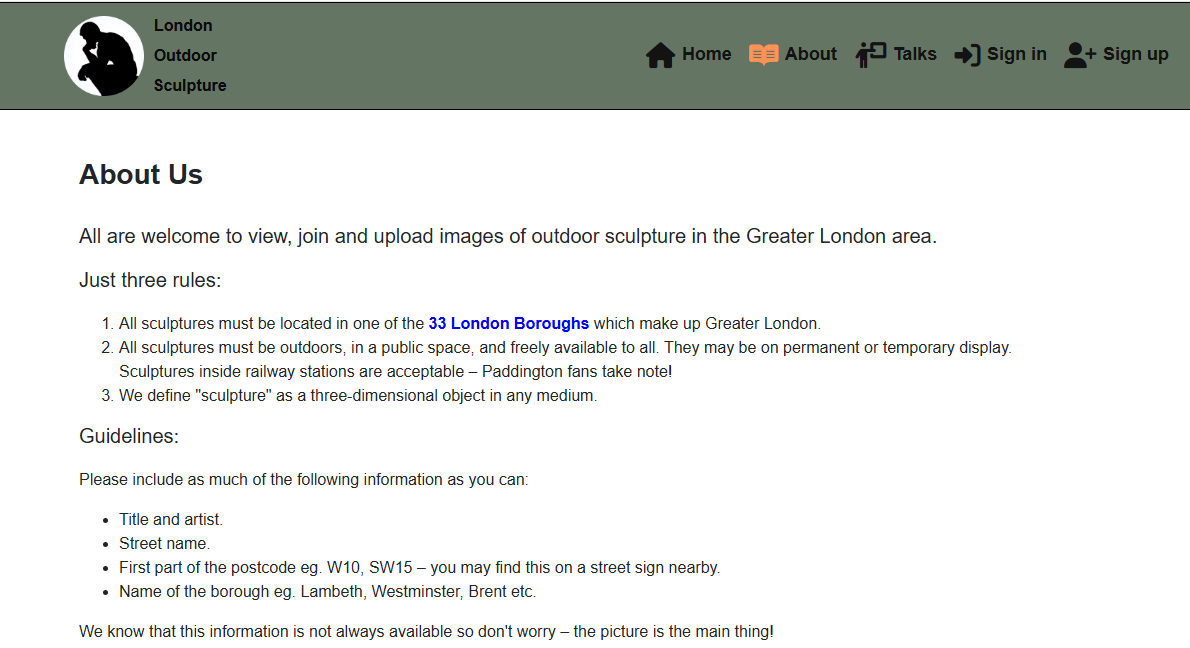 London
Outdoor
Sculpture
Home About Talks Sign in Sign up
About Us
All are welcome to view, join and upload images of outdoor sculpture in the Greater London area.
Just three rules:
1. All sculptures must be located in one of the 33 London Boroughs which make up Greater London.
2. All sculptures must be outdoors, in a public space, and freely available to all. They may be on permanent or temporary display.
Sculptures inside railway stations are acceptable – Paddington fans take note!
3. We define "sculpture" as a three-dimensional object in any medium.
Guidelines:
Please include as much of the following information as you can:
• Title and artist.
• Street name.
• First part of the postcode eg. W10, SW15 – you may find this on a street sign nearby.
• Name of the borough eg. Lambeth, Westminster, Brent etc.
We know that this information is not always available so don't worry – the picture is the main thing!